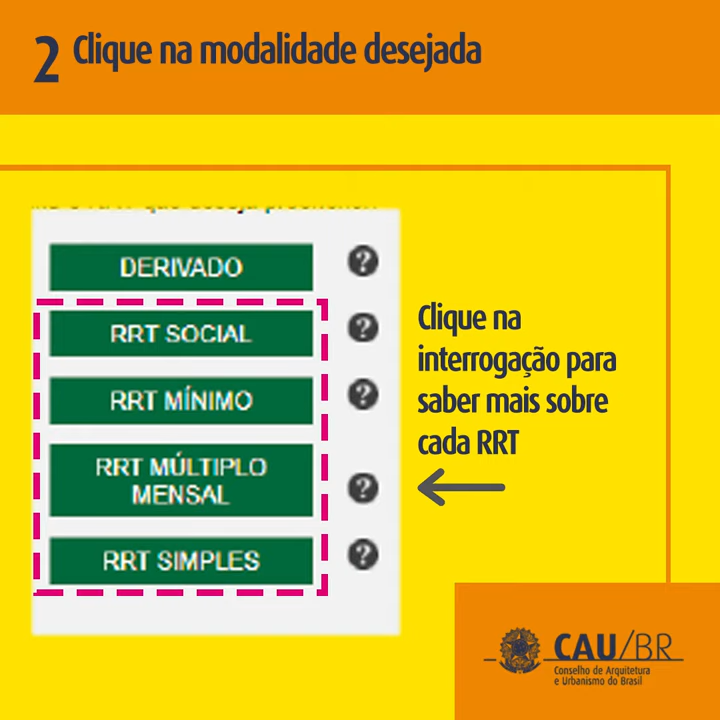 2 Clique na modalidade desejada
DERIVADO
RRT SOCIAL
RRT MÍNIMO
RRT MÚLTIPLO
MENSAL
RRT SIMPLES
Clique na
interrogação para
saber mais sobre
cada RRT
CAU/BR
Conselho de Arquitetura
e Urbanismo do Brasil